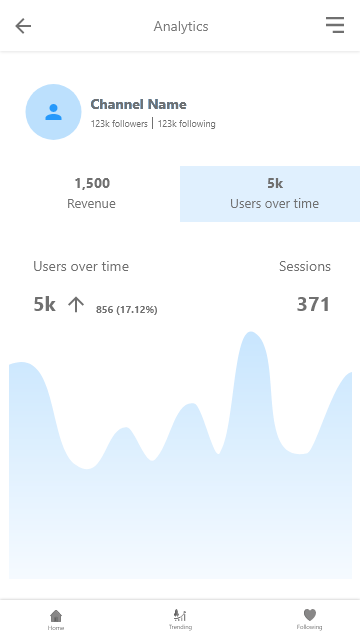 Analytics
Channel Name
123k followers | 123k following
1,500
Revenue
5k
Users over time
Users over time
Sessions
5k
856 (17.12%)
371
Home
Trending
Following